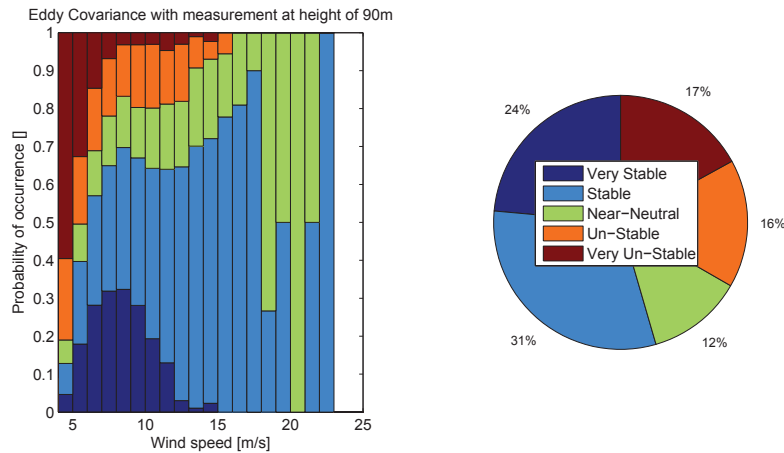 Eddy Covariance with measurement at height of 90m
1
0.9
0.8
0.7
0.6
0.5
0.4
0.3
0.2
0.1
0
Probability of occurrence []
5
10
15
20
25
Wind speed [m/s]
24%
17%
16%
12%
31%
Very Stable
Stable
Near−Neutral
Un−Stable
Very Un−Stable